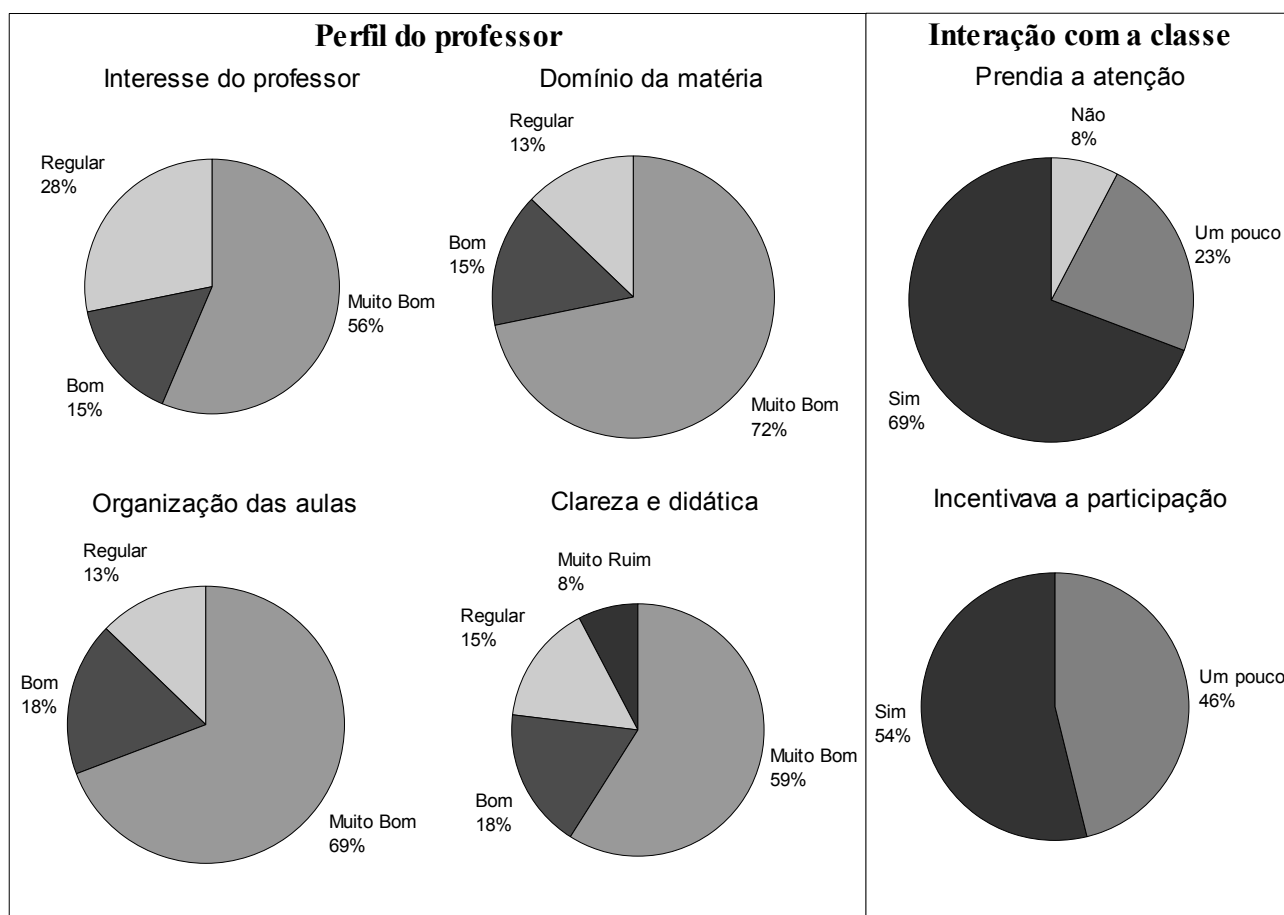 Perfil do professor
Interesse do professor
Regular
28%
Muito Bom
56%
Bom
15%
Domínio da matéria
Regular
13%
Bom
15%
Muito Bom
72%
Organização das aulas
Regular
13%
Bom
18%
Muito Bom
69%
Clareza e didática
Muito Ruim
8%
Regular
15%
Muito Bom
59%
Bom
18%
Interação com a classe
Prendia a atenção
Não
8%
Um pouco
23%
Sim
69%
Incentivava a participação
Um pouco
46%
Sim
54%